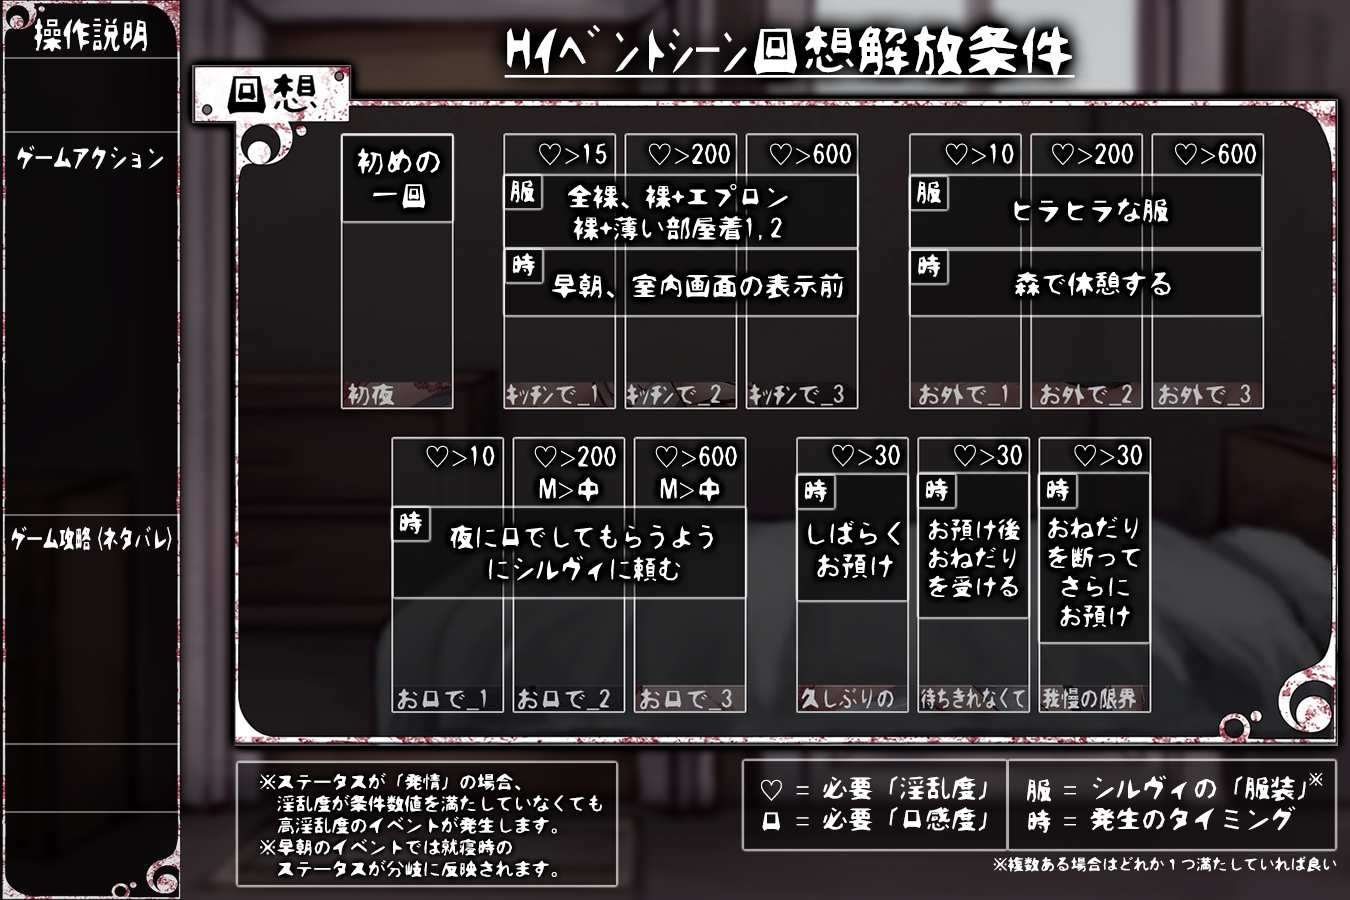 操作説明
ゲームアクション
ゲーム攻略(ネタバレ)
Hイベントシーン回想解放条件
回想
初めの
一回
初夜
♡>15
♡>200
♡>600
服
全裸、裸+エプロン
裸+薄い部屋着1,2
時
早朝、室内画面の表示前
キッチンで_1
キッチンで_2
キッチンで_3
♡>10
♡>200
♡>600
服
ヒラヒラな服
時
森で休憩する
お外で_1
お外で_2
お外で_3
♡>10
♡>200
♡>600
M>中
M>中
時
夜に口でしてもらうよう
にシルヴィに頼む
お口で_1
お口で_2
お口で_3
♡>30
時
しばらく
お預け
久しぶりの
♡>30
時
お預け後
おねだり
を受ける
待ちきれなくて
♡>30
時
おねだり
を断って
さらに
お預け
我慢の限界
※ステータスが「発情」の場合、
淫乱度が条件数値を満たしていなくても
高淫乱度のイベントが発生します。
※早朝のイベントでは就寝時の
ステータスが分岐に反映されます。
♡ = 必要「淫乱度」
口 = 必要「口感度」
服 = シルヴィの「服装」※
時 = 発生のタイミング
※複数ある場合はどれか1つ満たしていれば良い